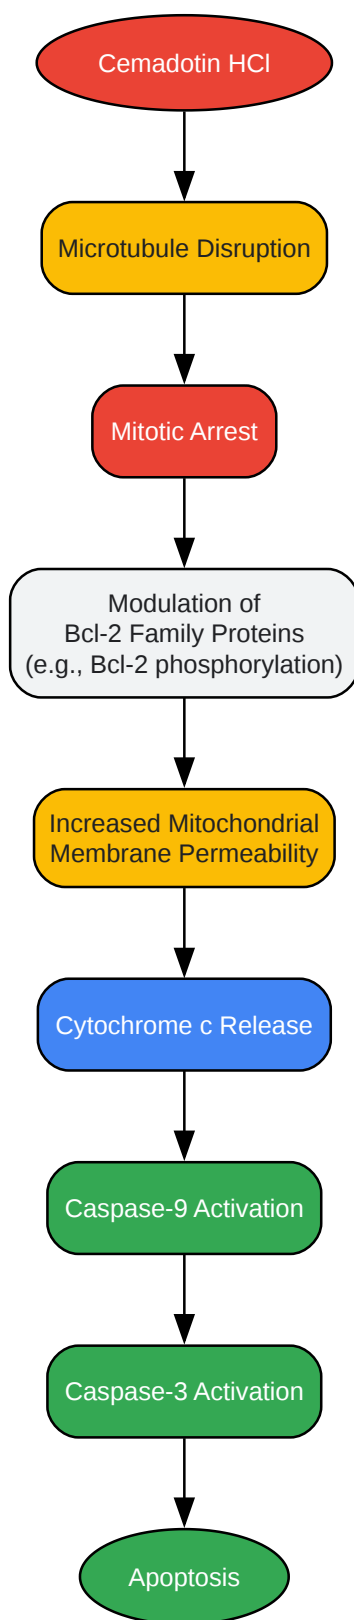 Cemadotin HCl
Microtubule Disruption
Mitotic Arrest
Modulation of
Bcl-2 Family Proteins
(e.g., Bcl-2 phosphorylation)
Increased Mitochondrial
Membrane Permeability
Cytochrome c Release
Caspase-9 Activation
Caspase-3 Activation
Apoptosis